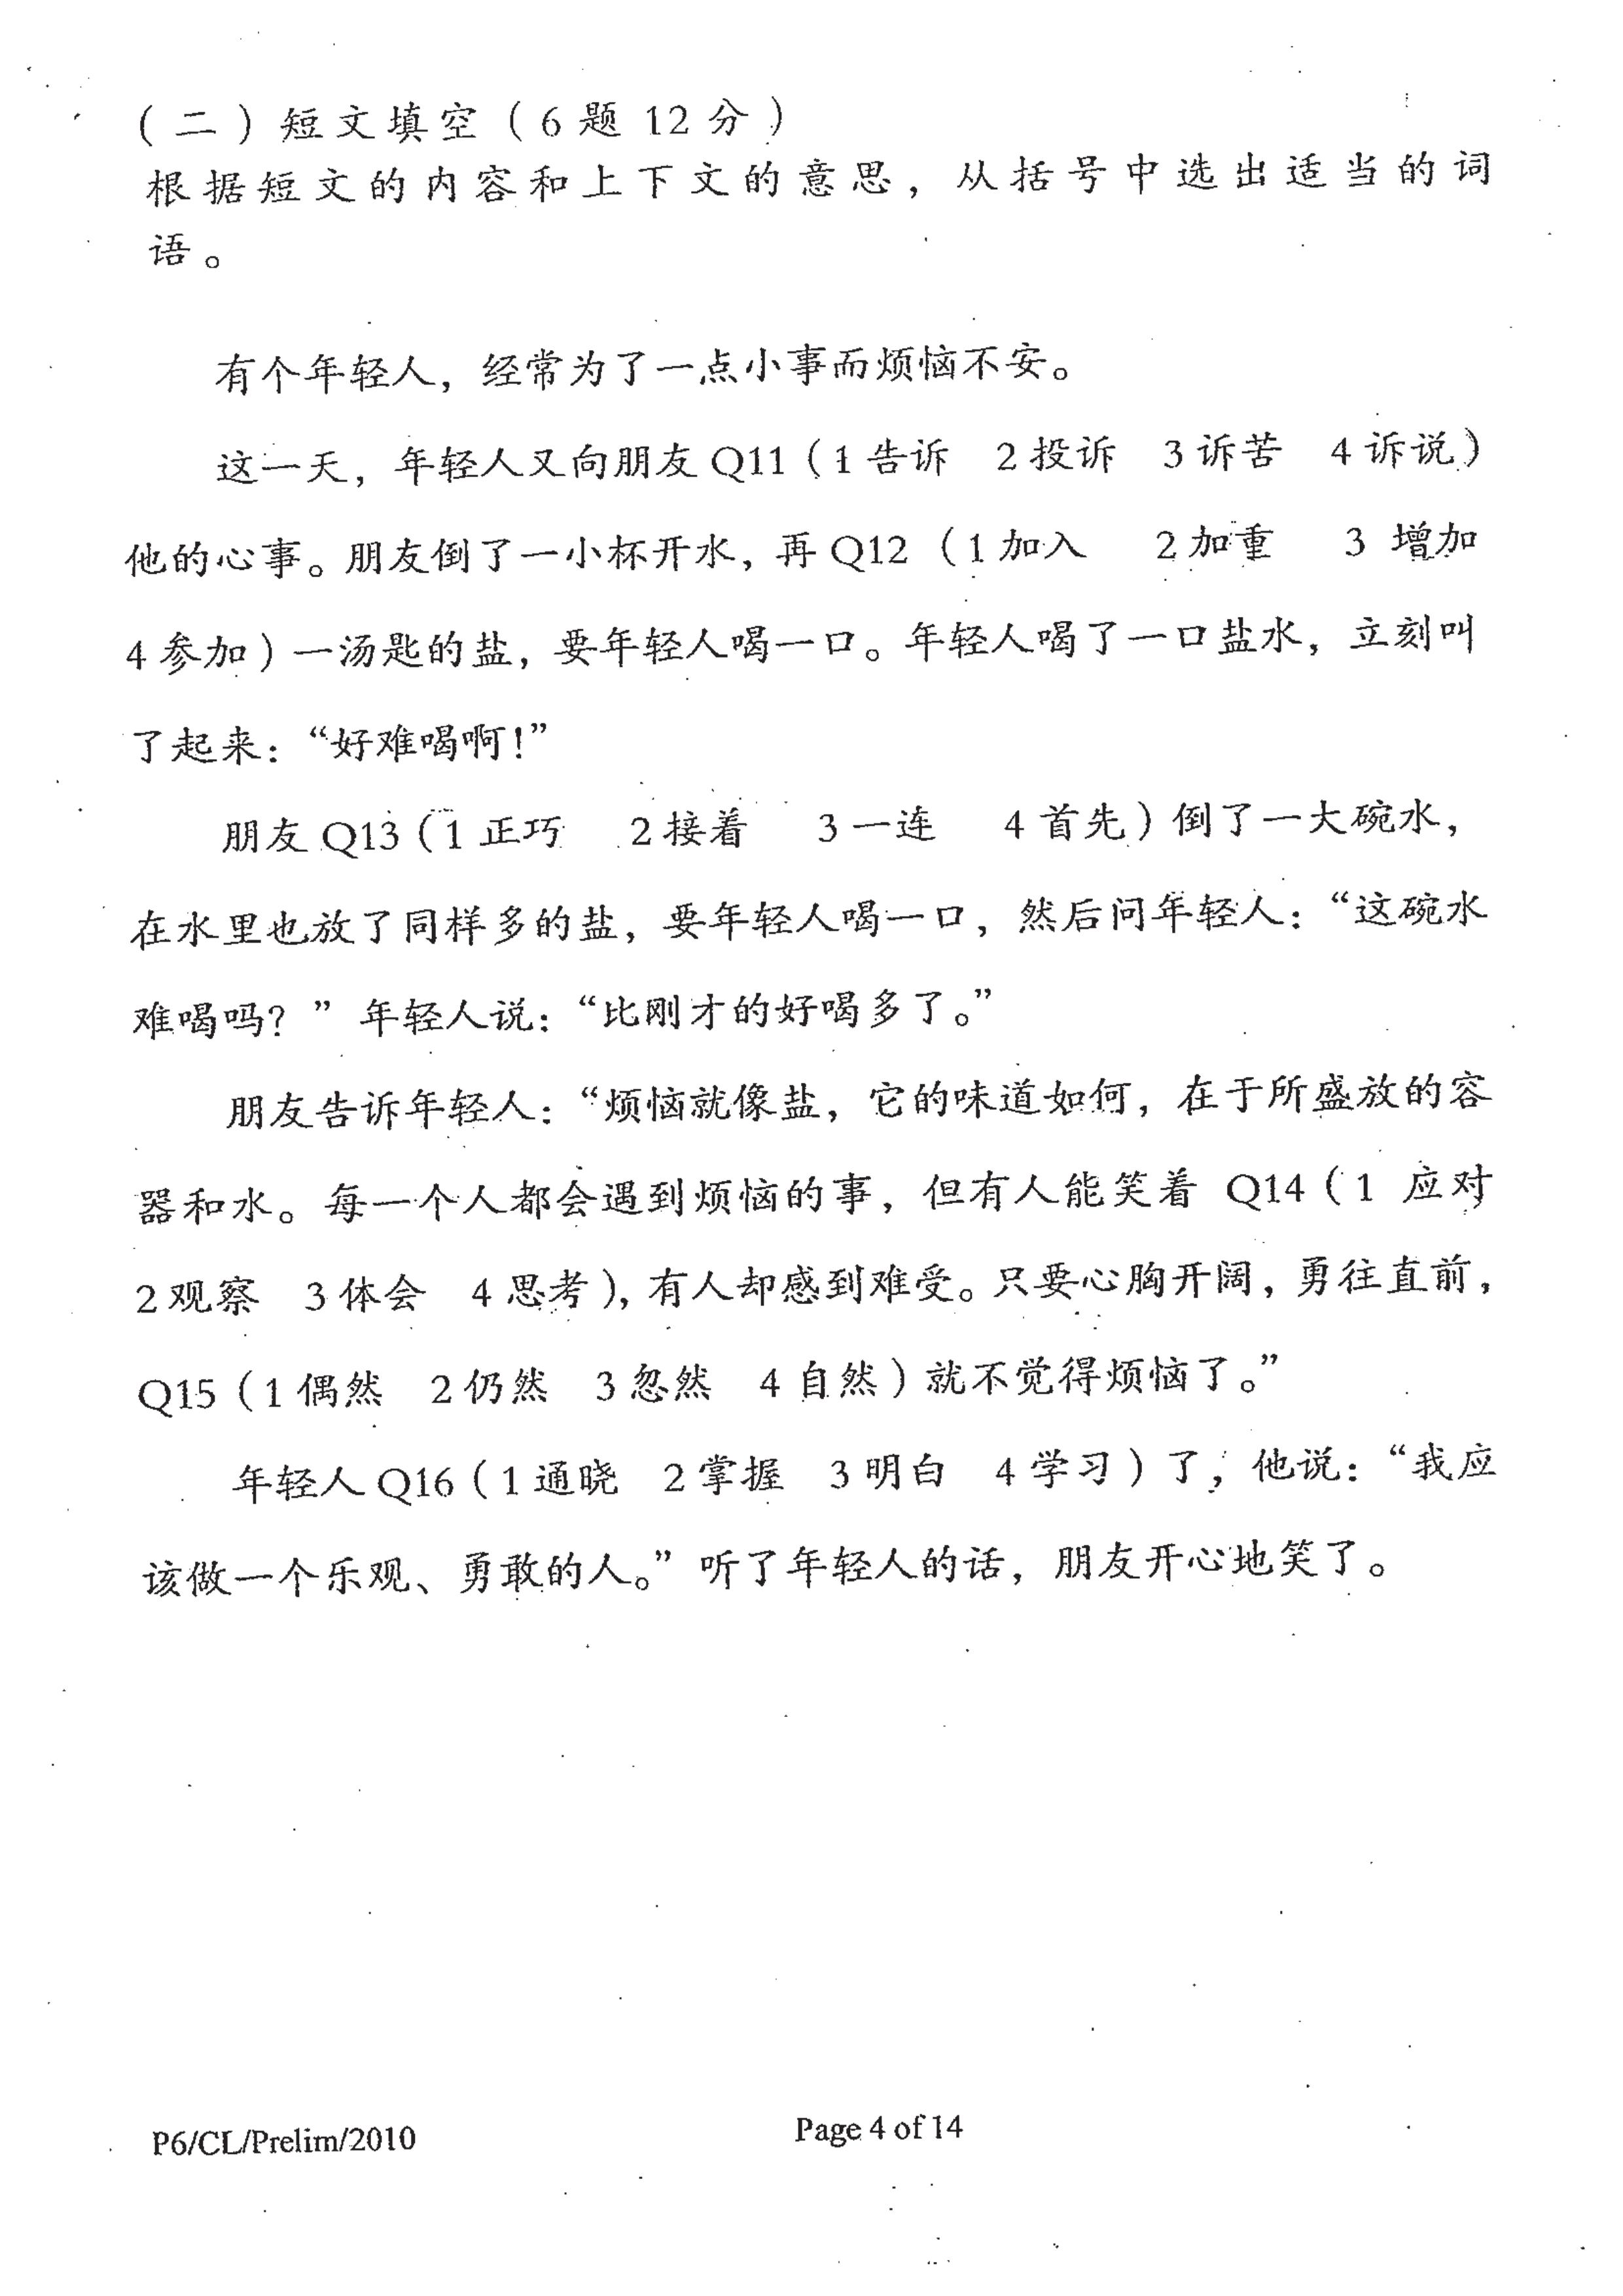 (二)短文填空(6题 12分)
根据短文的内容和上下文的意思，从括号中选出适当的词
语。
有个年轻人，经常为了一点小事而烦恼不安。
这一天，年轻人又向朋友 Q11(1告诉 2投诉 3诉苦 4诉说)
他的心事。朋友倒了一小杯开水，再 Q12 (1加入 2加重 3 增加
4参加)一汤匙的盐，要年轻人喝一口。年轻人喝了一口盐水，立刻叫
了起来：“好难喝啊!”
朋友 Q13(1正巧 2接着 3一连 4首先)倒了一大碗水，
在水里也放了同样多的盐，要年轻人喝一口，然后问年轻人：“这碗水
难喝吗? ”年轻人说：“比刚才的好喝多了。”
朋友告诉年轻人：“烦恼就像盐，它的味道如何，在于所盛放的容
器和水。每一个人都会遇到烦恼的事，但有人能笑着 Q14(1 应对
2观察 3体会 4思考)，有人却感到难受。只要心胸开阔，勇往直前，
Q15(1偶然 2仍然 3忽然 4自然)就不觉得烦恼了。”
年轻人 Q16(1通晓 2掌握 3明白 4学习)了，他说：“我应
该做一个乐观、勇敢的人。”听了年轻人的话，朋友开心地笑了。
P6/CL/Prelim/2010
Page 4 of 14